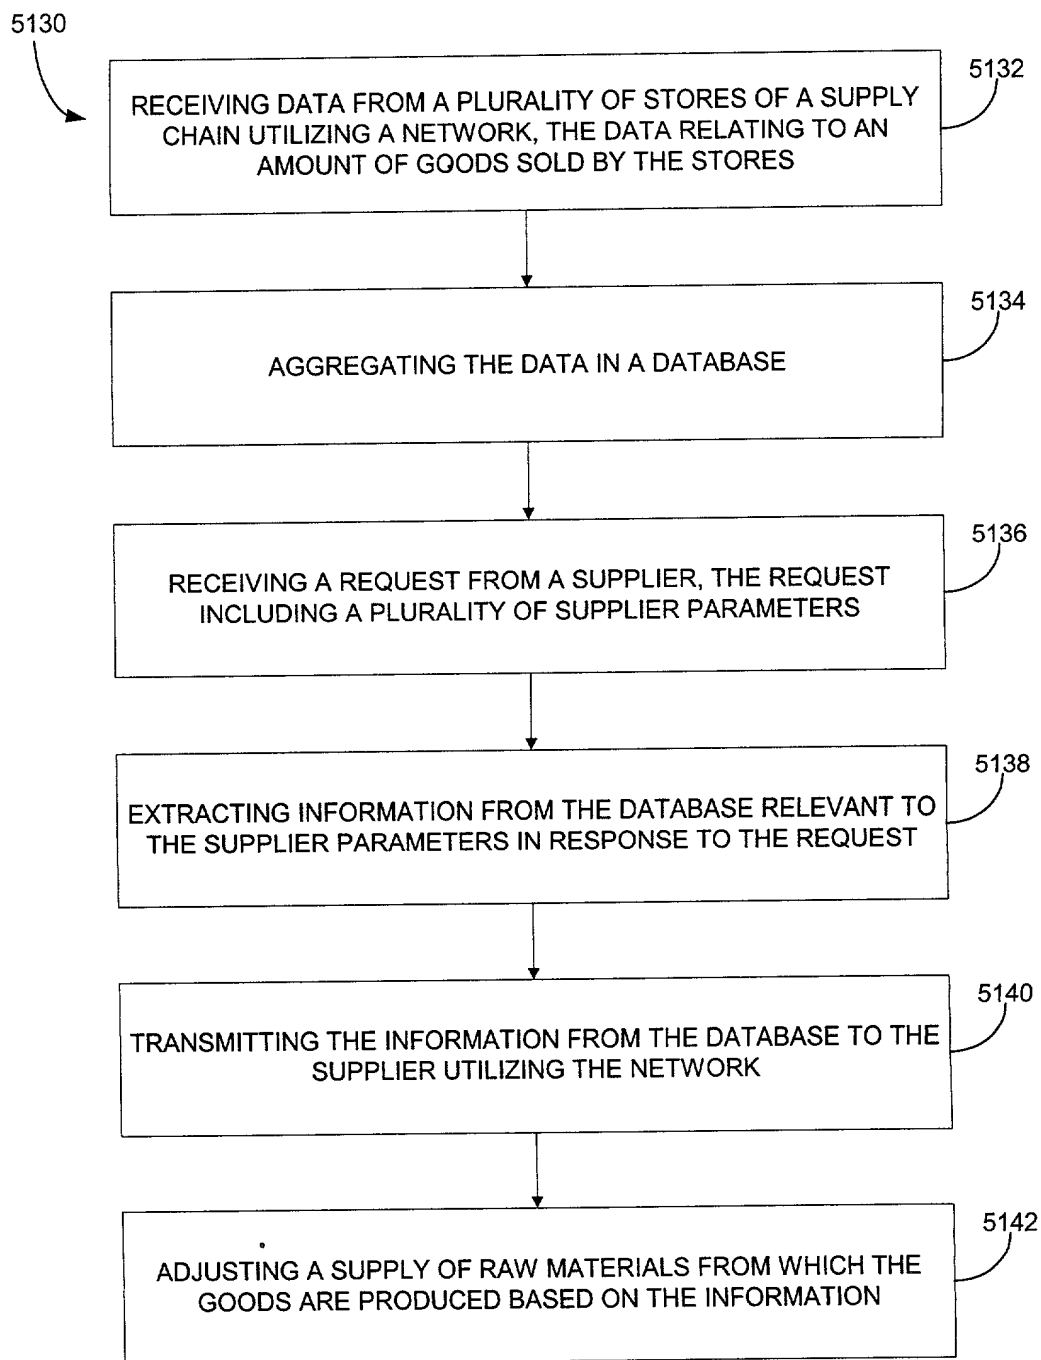 5130
5132
RECEIVING DATA FROM A PLURALITY OF STORES OF A SUPPLY
CHAIN UTILIZING A NETWORK, THE DATA RELATING TO AN
AMOUNT OF GOODS SOLD BY THE STORES
5134
AGGREGATING THE DATA IN A DATABASE
5136
RECEIVING A REQUEST FROM A SUPPLIER, THE REQUEST
INCLUDING A PLURALITY OF SUPPLIER PARAMETERS
5138
EXTRACTING INFORMATION FROM THE DATABASE RELEVANT TO
THE SUPPLIER PARAMETERS IN RESPONSE TO THE REQUEST
5140
TRANSMITTING THE INFORMATION FROM THE DATABASE TO THE
SUPPLIER UTILIZING THE NETWORK
5142
ADJUSTING A SUPPLY OF RAW MATERIALS FROM WHICH THE
GOODS ARE PRODUCED BASED ON THE INFORMATION